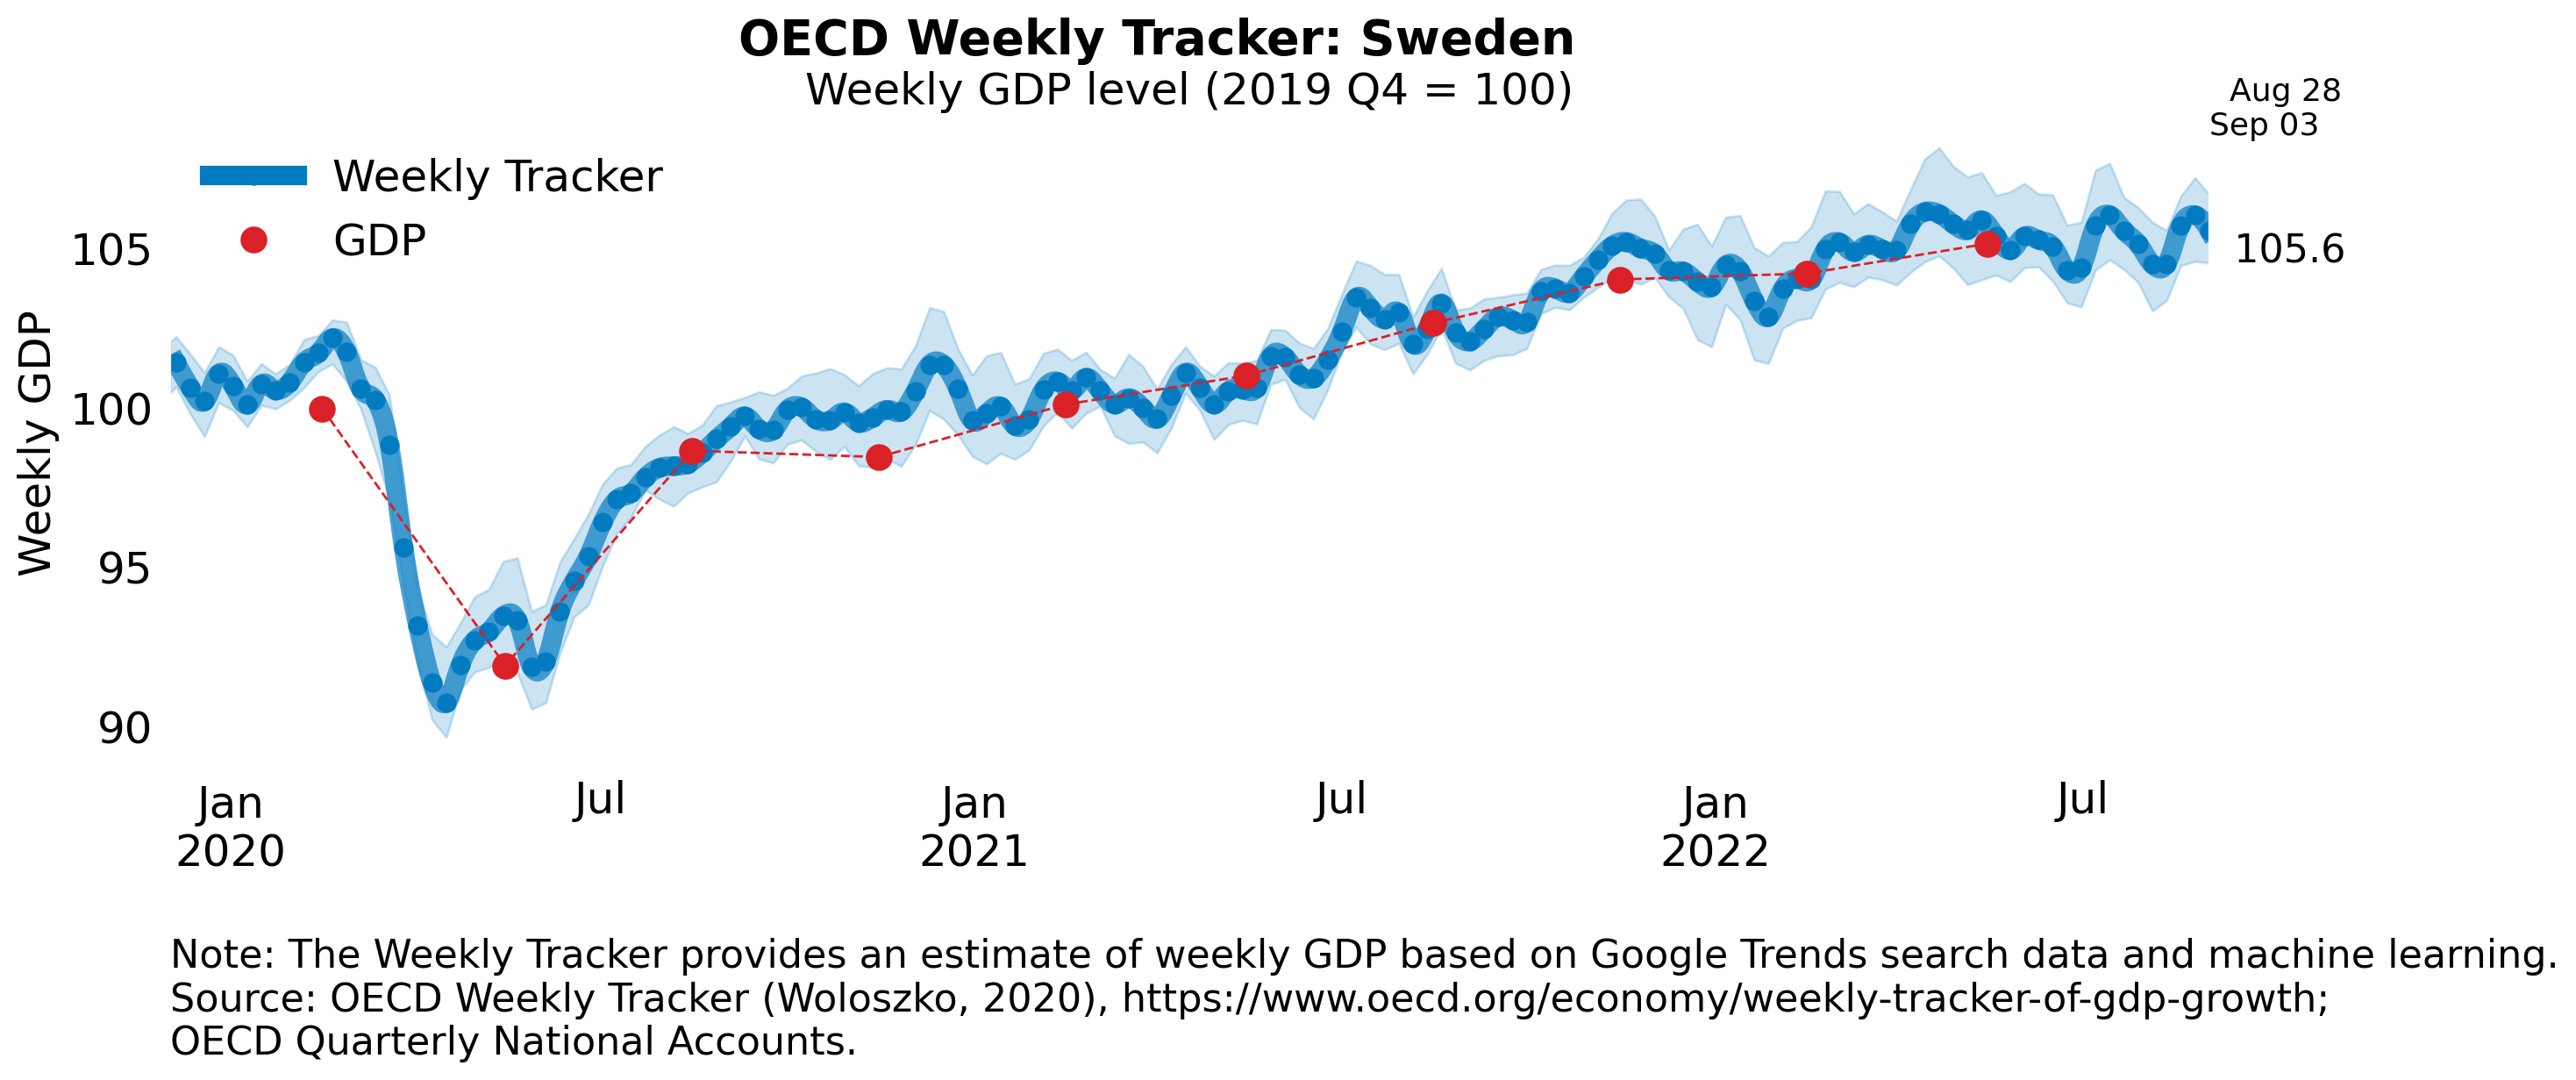 OECD Weekly Tracker: Sweden
Weekly GDP level (2019 Q4 = 100)
Aug 28
Sep 03
Weekly Tracker
GDP
105.6
Weekly GDP
105
100
95
90
Jan
2020
Jul
Jan
2021
Jul
Jan
2022
Jul
Note: The Weekly Tracker provides an estimate of weekly GDP based on Google Trends search data and machine learning.
Source: OECD Weekly Tracker (Woloszko, 2020), https://www.oecd.org/economy/weekly-tracker-of-gdp-growth;
OECD Quarterly National Accounts.